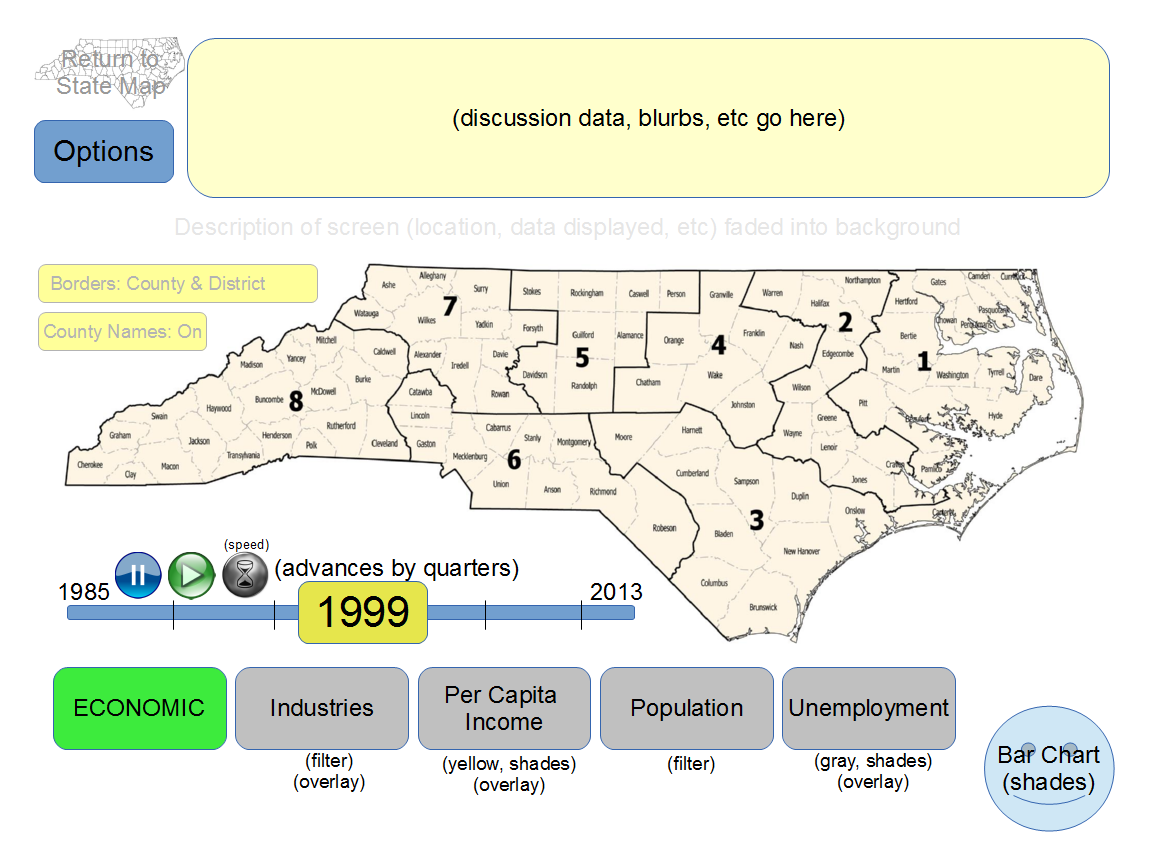 Return to
State Map
(discussion data, blurbs, etc go here)
Options
Description of screen (location, data displayed, etc) faded into background
Borders: County & District
County Names: On
Alleghany
Ashe
Surry
Stokes
Rockingham
Caswell
Person
Granville
Warren
Northampton
Gates
Camden
Halifax
Hertford
Watauga
Wilkes
7
Yadkin
Forsyth
Guilford
Alamance
Orange
4
Franklin
Nash
2
Edgecombe
Bertie
Chowan
Pasquotank
Perquimans
Mitchell
Yancey
Madison
Caldwell
Alexander
Iredell
Davie
Davidson
5
Randolph
Chatham
Wake
Wilson
Martin
1
Washington
Tyrrell
Dare
Buncombe
8
McDowell
Burke
Catawba
Rowan
Johnston
Greene
Pitt
Beaufort
Hyde
Swain
Haywood
Rutherford
Lincoln
Graham
Jackson
Henderson
Polk
Cleveland
Gaston
Cabarrus
Stanly
Montgomery
Moore
Harnett
Wayne
Lenoir
Craven
Pamlico
Cherokee
Clay
Macon
Transylvania
Mecklenburg
6
Union
Anson
Richmond
Cumberland
Sampson
Duplin
Jones
Onslow
Robeson
Bladen
3
New Hanover
Columbus
Brunswick
(speed)
(advances by quarters)
1985
1999
2013
ECONOMIC
Industries
Per Capita
Income
Population
Unemployment
(filter)
(overlay)
(yellow, shades)
(overlay)
(filter)
(gray, shades)
(overlay)
Bar Chart
(shades)